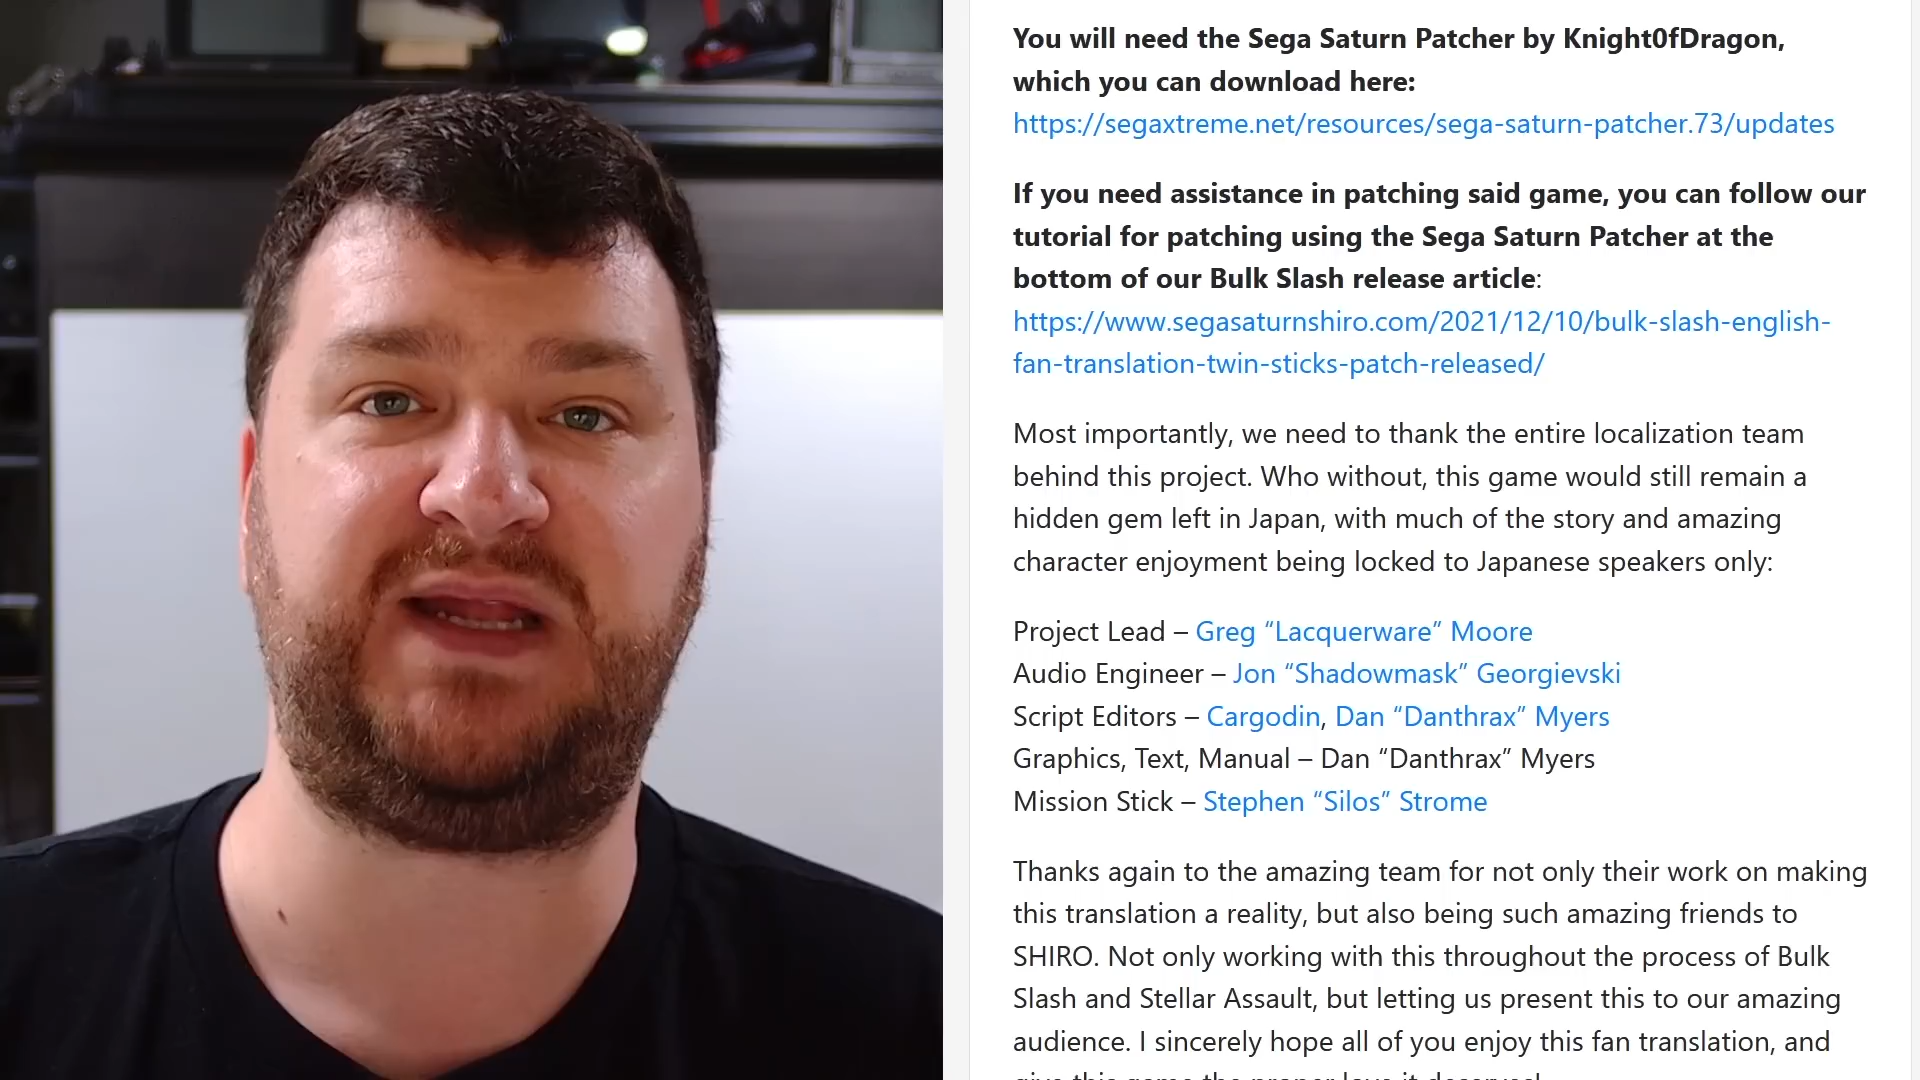 You will need the Sega Saturn Patcher by Knight0fDragon,
which you can download here:
https://segaxtreme.net/resources/sega-saturn-patcher.73/updates
If you need assistance in patching said game, you can follow our
tutorial for patching using the Sega Saturn Patcher at the
bottom of our Bulk Slash release article:
https://www.segasaturnshiro.com/2021/12/10/bulk-slash-english-
fan-translation-twin-sticks-patch-released/
Most importantly, we need to thank the entire localization team
behind this project. Who without, this game would still remain a
hidden gem left in Japan, with much of the story and amazing
character enjoyment being locked to Japanese speakers only:
Project Lead – Greg “Lacquerware” Moore
Audio Engineer – Jon “Shadowmask” Georgievski
Script Editors – Cargodin, Dan “Danthrax” Myers
Graphics, Text, Manual – Dan “Danthrax” Myers
Mission Stick – Stephen “Silos” Strome
Thanks again to the amazing team for not only their work on making
this translation a reality, but also being such amazing friends to
SHIRO. Not only working with this throughout the process of Bulk
Slash and Stellar Assault, but letting us present this to our amazing
audience. I sincerely hope all of you enjoy this fan translation, and